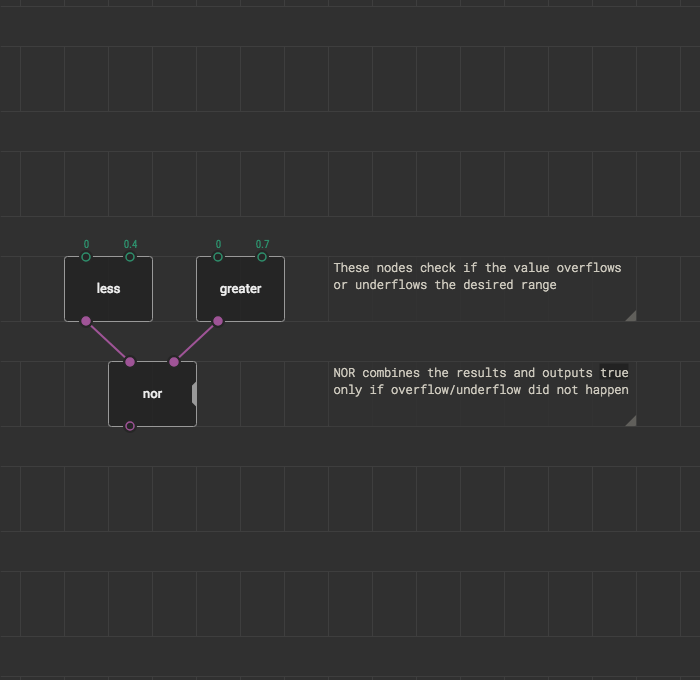 0 0.4 0 0.7
less greater
These nodes check if the value overflows
or underflows the desired range
nor
NOR combines the results and outputs true
only if overflow/underflow did not happen